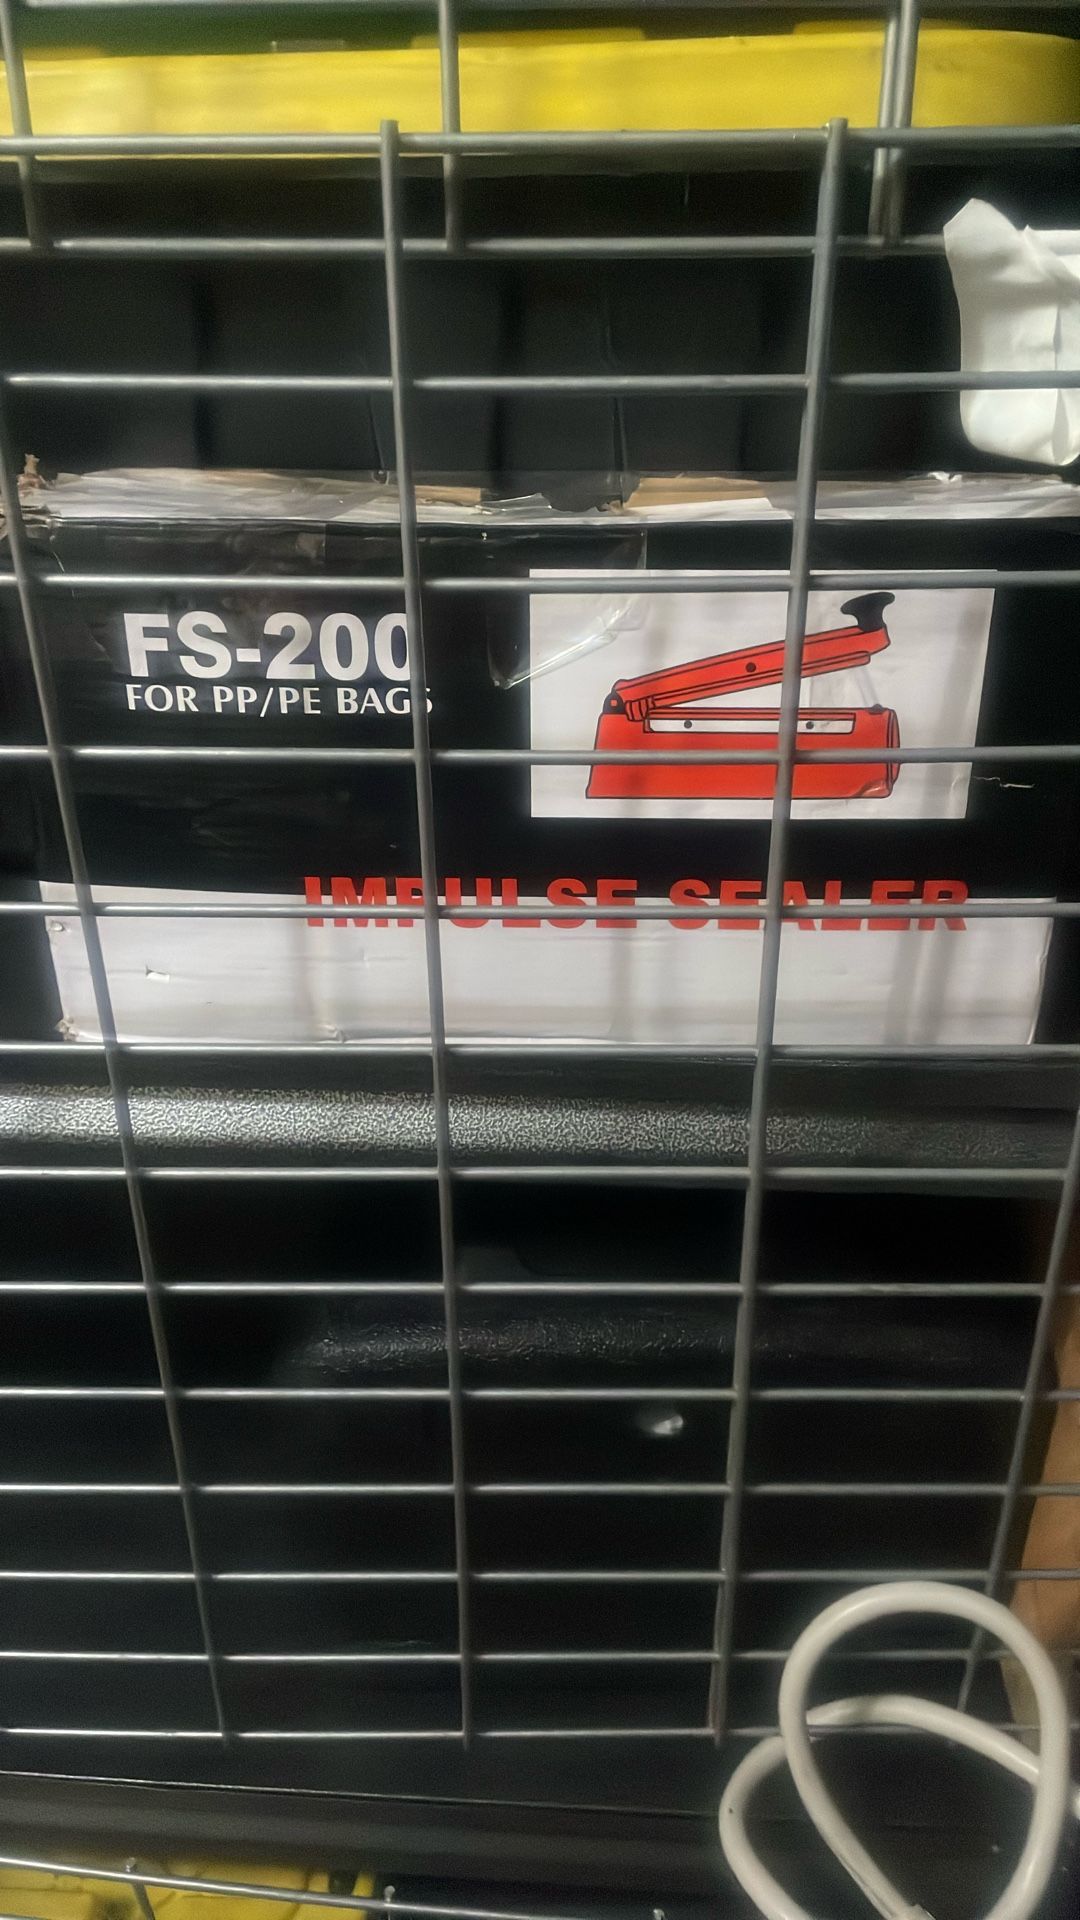 FS-200
FOR PP/PE BAGS
IMPULSE SEALER